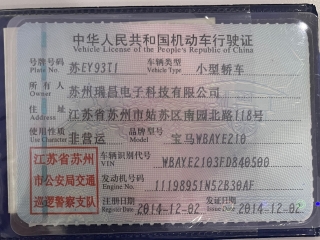 中华人民共和国机动车行驶证
Vehicle License of the People's Republic of China
号牌号码 苏EY93T1 车辆类型 小型轿车
Plate No. Vehicle Type
所有人 苏州瑞昌电子科技有限公司
Owner
住址 江苏省苏州市姑苏区南园北路118号
Address
使用性质 非营运 品牌型号 宝马WBAYE210
Use Character Model
江苏省苏州
市公安局交通
巡逻警察支队
车辆识别代号 WBAYE2103FD840500
VIN
发动机号码 11198951N52B30AF
Engine No.
注册日期 2014-12-02 发证日期 2014-12-02
Register Date Issue Date